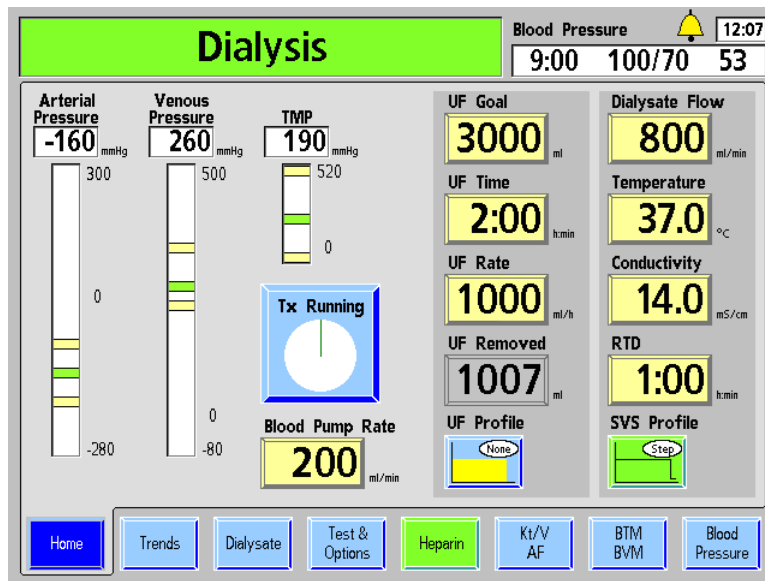 Dialysis
Blood Pressure 12:07
9:00 100/70 53
Arterial Pressure
-160 mmHg
300
0
-280
Venous Pressure
260 mmHg
500
0
-80
TMP
190 mmHg
520
0
Tx Running
Blood Pump Rate
200 ml/min
UF Goal
3000 ml
UF Time
2:00 h:min
UF Rate
1000 ml/h
UF Removed
1007 ml
UF Profile
None
Dialysate Flow
800 ml/min
Temperature
37.0 °C
Conductivity
14.0 mS/cm
RTD
1:00 h:min
SVS Profile
Step
Home
Trends
Dialysate
Test &
Options
Heparin
Kt/V
AF
BTM
BVM
Blood
Pressure